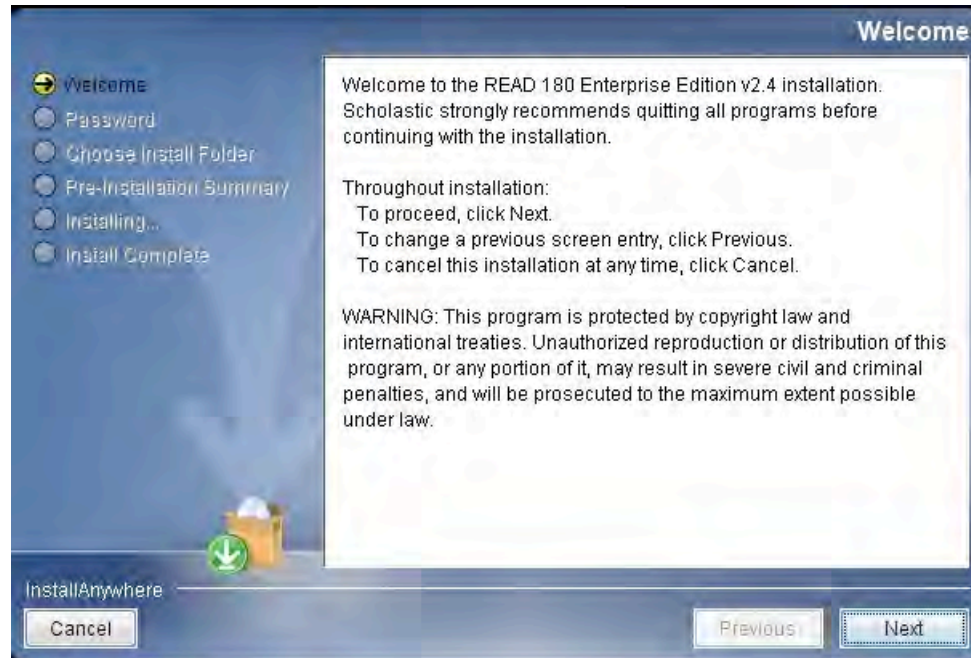 Welcome
Welcome
Password
Choose Install Folder
Pre-Installation Summary
Installing...
Install Complete
Welcome to the READ 180 Enterprise Edition v2.4 installation.
Scholastic strongly recommends quitting all programs before
continuing with the installation.
Throughout installation:
To proceed, click Next.
To change a previous screen entry, click Previous.
To cancel this installation at any time, click Cancel.
WARNING: This program is protected by copyright law and
international treaties. Unauthorized reproduction or distribution of this
program, or any portion of it, may result in severe civil and criminal
penalties, and will be prosecuted to the maximum extent possible
under law.
InstallAnywhere
Cancel
Previous
Next